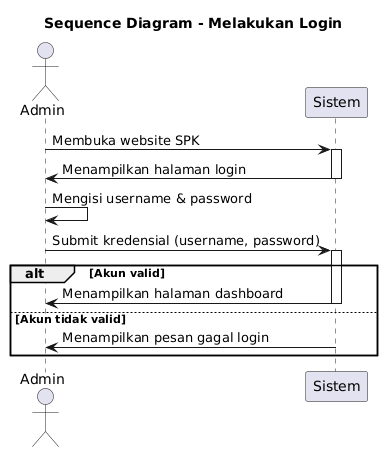 Sequence Diagram - Melakukan Login
Admin
Sistem
Membuka website SPK
Menampilkan halaman login
Mengisi username & password
Submit kredensial (username, password)
alt [Akun valid]
Menampilkan halaman dashboard
[Akun tidak valid]
Menampilkan pesan gagal login
Admin
Sistem